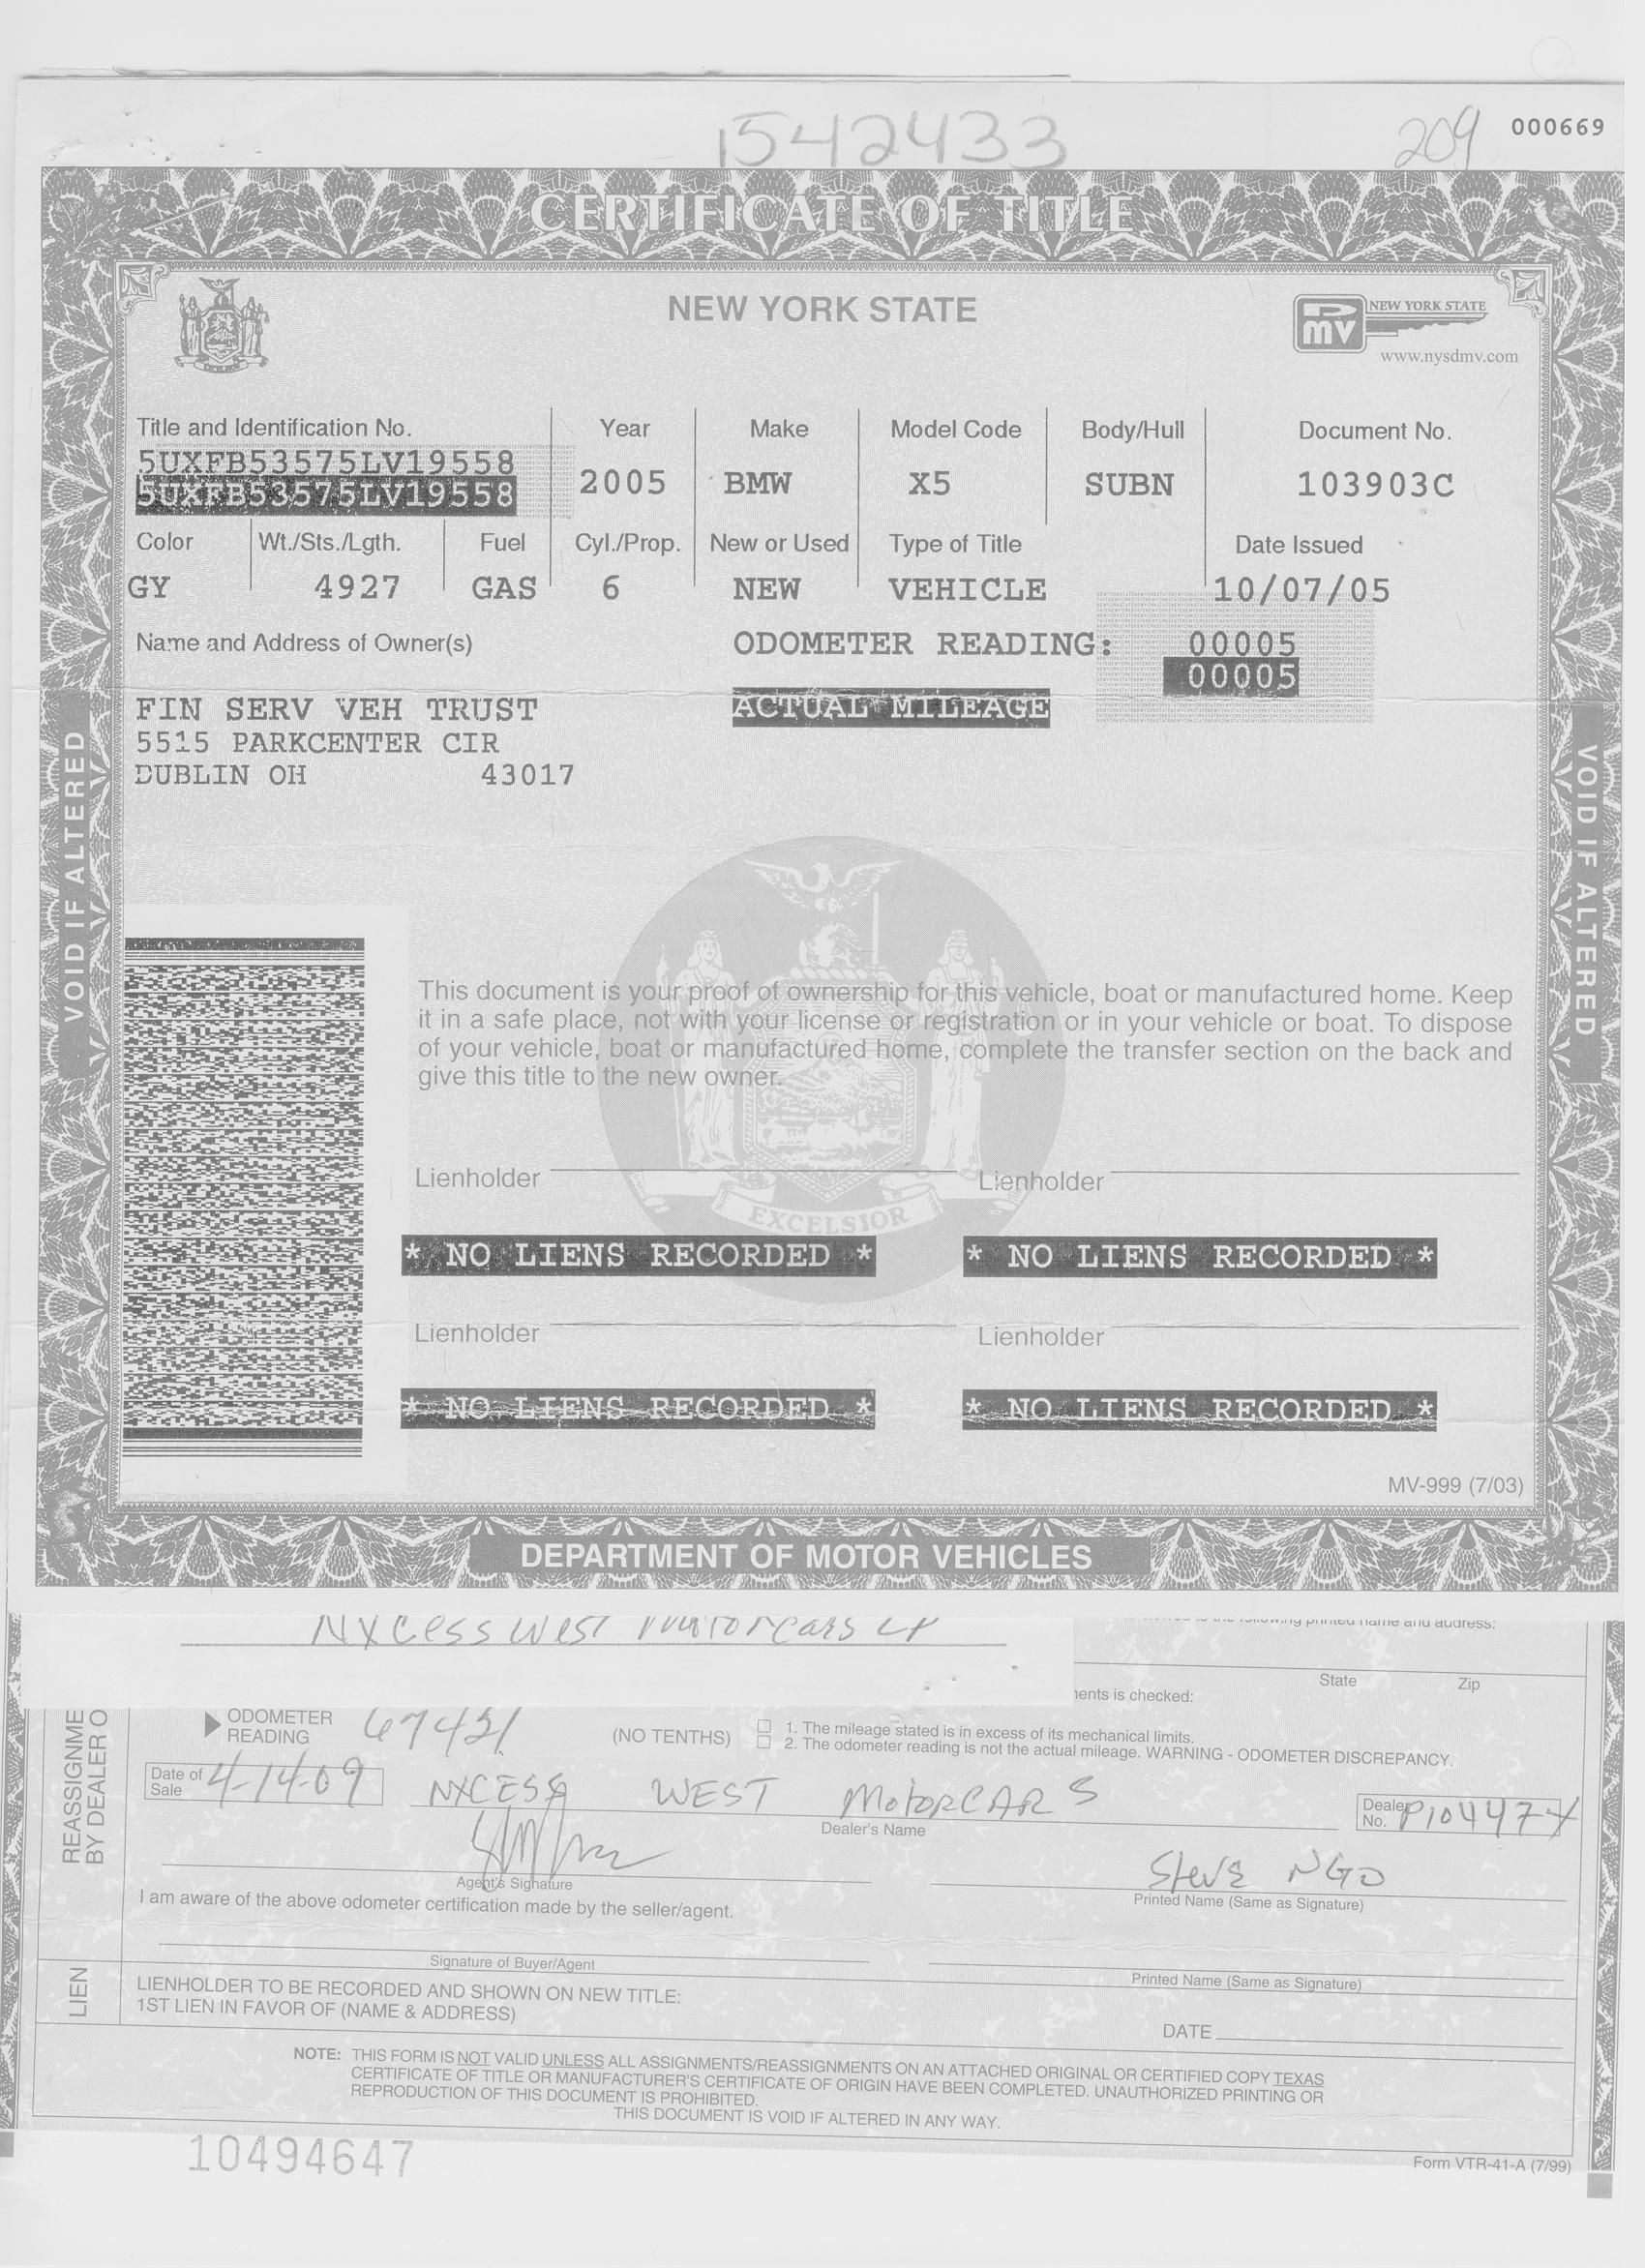 1542433 209 000669
CERTIFICATE OF TITLE
NEW YORK STATE
DMV NEW YORK STATE
www.nysdmv.com
Title and Identification No. Year Make Model Code Body/Hull Document No.
5UXFB53575LV19558
5UXFB53575LV19558 2005 BMW X5 SUBN 103903C
Color Wt./Sts./Lgth. Fuel Cyl./Prop. New or Used Type of Title Date Issued
GY 4927 GAS 6 NEW VEHICLE 10/07/05
Name and Address of Owner(s) ODOMETER READING: 00005
00005
FIN SERV VEH TRUST ACTUAL MILEAGE
5515 PARKCENTER CIR
DUBLIN OH 43017
VOID IF ALTERED
VOID IF ALTERED
This document is your proof of ownership for this vehicle, boat or manufactured home. Keep
it in a safe place, not with your license or registration or in your vehicle or boat. To dispose
of your vehicle, boat or manufactured home, complete the transfer section on the back and
give this title to the new owner.
Lienholder Lienholder
EXCELSIOR
* NO LIENS RECORDED * * NO LIENS RECORDED *
Lienholder Lienholder
* NO LIENS RECORDED * * NO LIENS RECORDED *
MV-999 (7/03)
DEPARTMENT OF MOTOR VEHICLES
NXCess West Motorcars LP
following printed name and address:
State Zip
is checked:
REASSIGNME
BY DEALER O
ODOMETER
READING 67421 (NO TENTHS)
1. The mileage stated is in excess of its mechanical limits.
2. The odometer reading is not the actual mileage. WARNING - ODOMETER DISCREPANCY.
Date of
Sale 4-14-09 NXCESS WEST MotorCARS
Dealer's Name
Dealer
No. P104474
Steve NGO
Agent's Signature Printed Name (Same as Signature)
I am aware of the above odometer certification made by the seller/agent.
Signature of Buyer/Agent Printed Name (Same as Signature)
LIEN
LIENHOLDER TO BE RECORDED AND SHOWN ON NEW TITLE:
1ST LIEN IN FAVOR OF (NAME & ADDRESS)
DATE
NOTE: THIS FORM IS NOT VALID UNLESS ALL ASSIGNMENTS/REASSIGNMENTS ON AN ATTACHED ORIGINAL OR CERTIFIED COPY TEXAS
CERTIFICATE OF TITLE OR MANUFACTURER'S CERTIFICATE OF ORIGIN HAVE BEEN COMPLETED. UNAUTHORIZED PRINTING OR
REPRODUCTION OF THIS DOCUMENT IS PROHIBITED.
THIS DOCUMENT IS VOID IF ALTERED IN ANY WAY.
10494647
Form VTR-41-A (7/99)